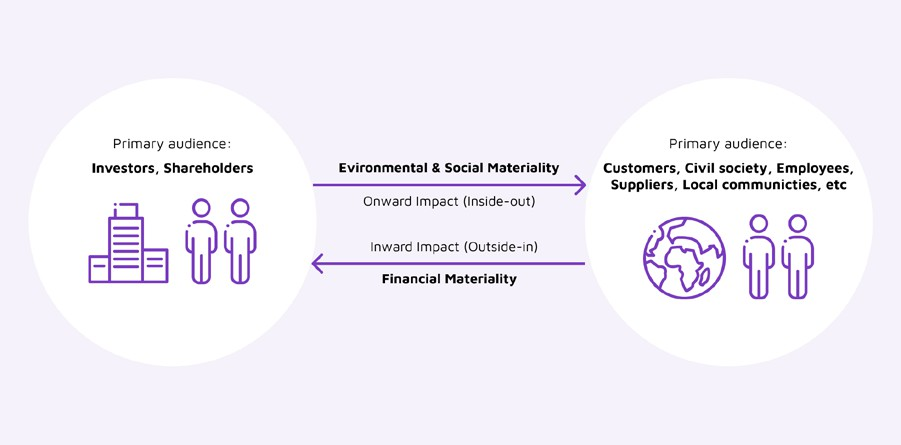 Primary audience:
Investors, Shareholders
Evironmental & Social Materiality
Onward Impact (Inside-out)
Inward Impact (Outside-in)
Financial Materiality
Primary audience:
Customers, Civil society, Employees,
Suppliers, Local communicties, etc